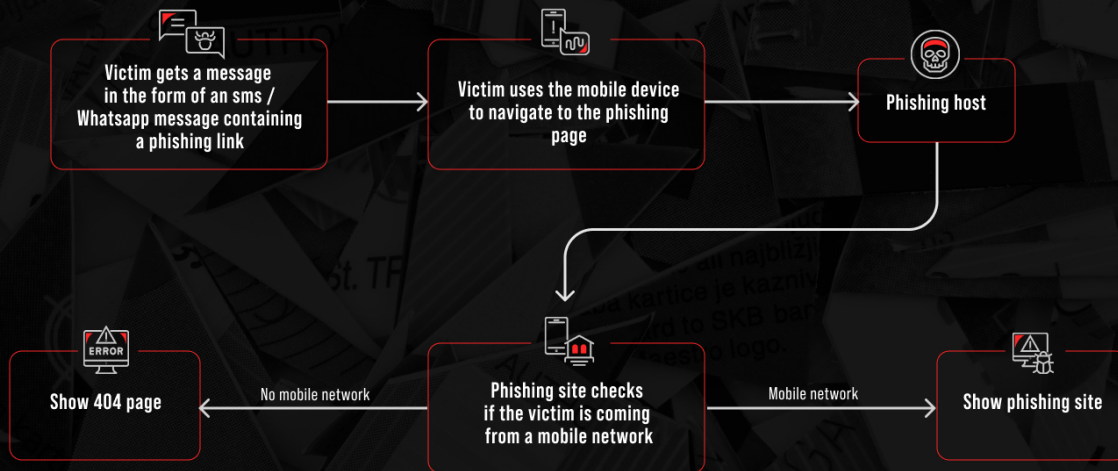 Victim gets a message
in the form of an sms /
Whatsapp message containing
a phishing link
Victim uses the mobile device
to navigate to the phishing
page
Phishing host
ERROR
Show 404 page
No mobile network
Phishing site checks
if the victim is coming
from a mobile network
Mobile network
Show phishing site